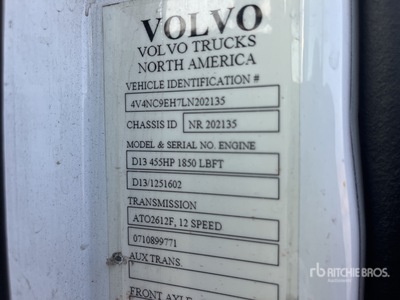 VOLVO
VOLVO TRUCKS
NORTH AMERICA
VEHICLE IDENTIFICATION #
4V4NC9EH7LN202135
CHASSIS ID NR 202135
MODEL & SERIAL NO. ENGINE
D13 455HP 1850 LBFT
D13/1251602
TRANSMISSION
ATO2612F, 12 SPEED
0710899771
AUX TRANS.
FRONT AXLE
rb RITCHIE BROS.